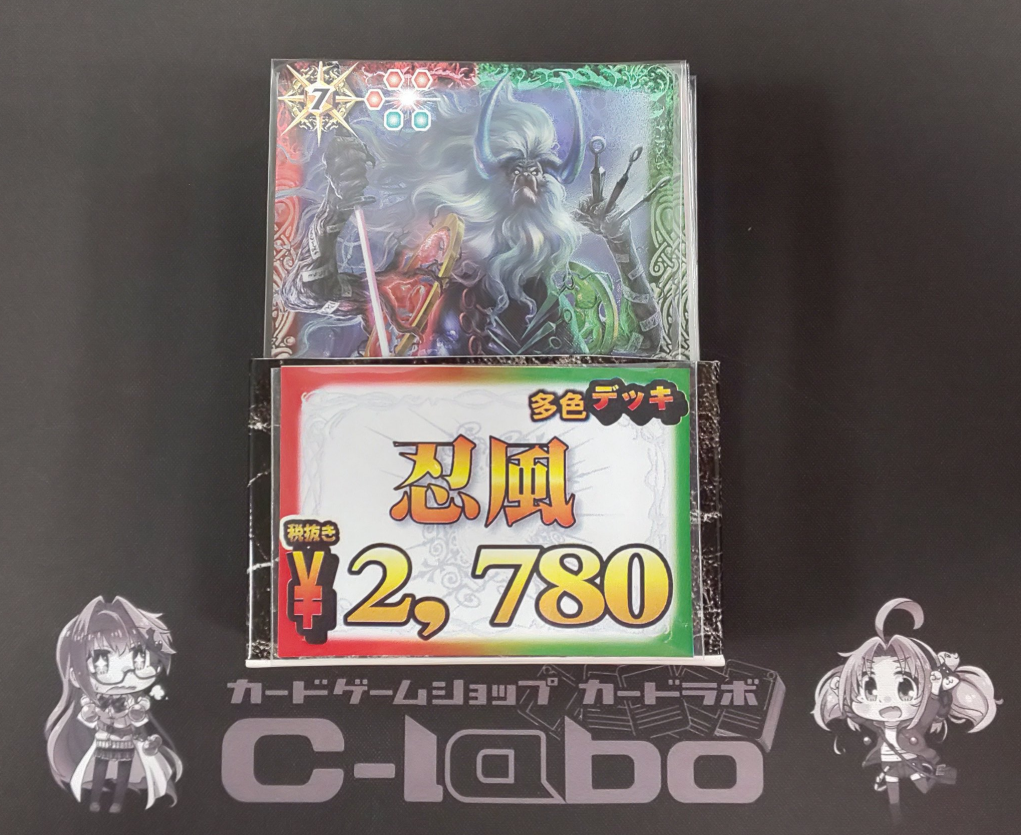 7
多色デッキ
忍風
税抜き
¥2,780
カードゲームショップ カードラボ
C-labo